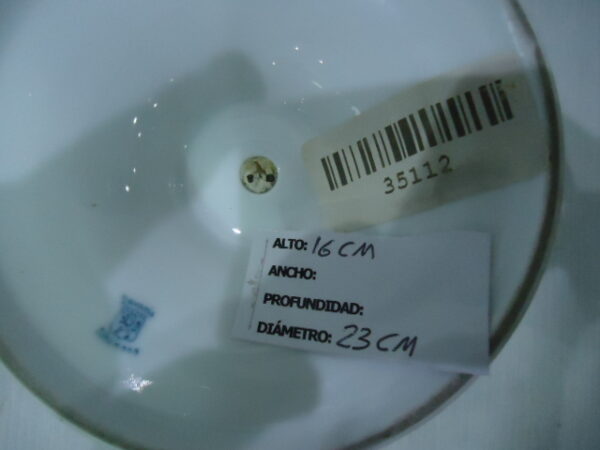 35112
ALTO: 16 CM
ANCHO:
PROFUNDIDAD:
DIÁMETRO: 23 CM